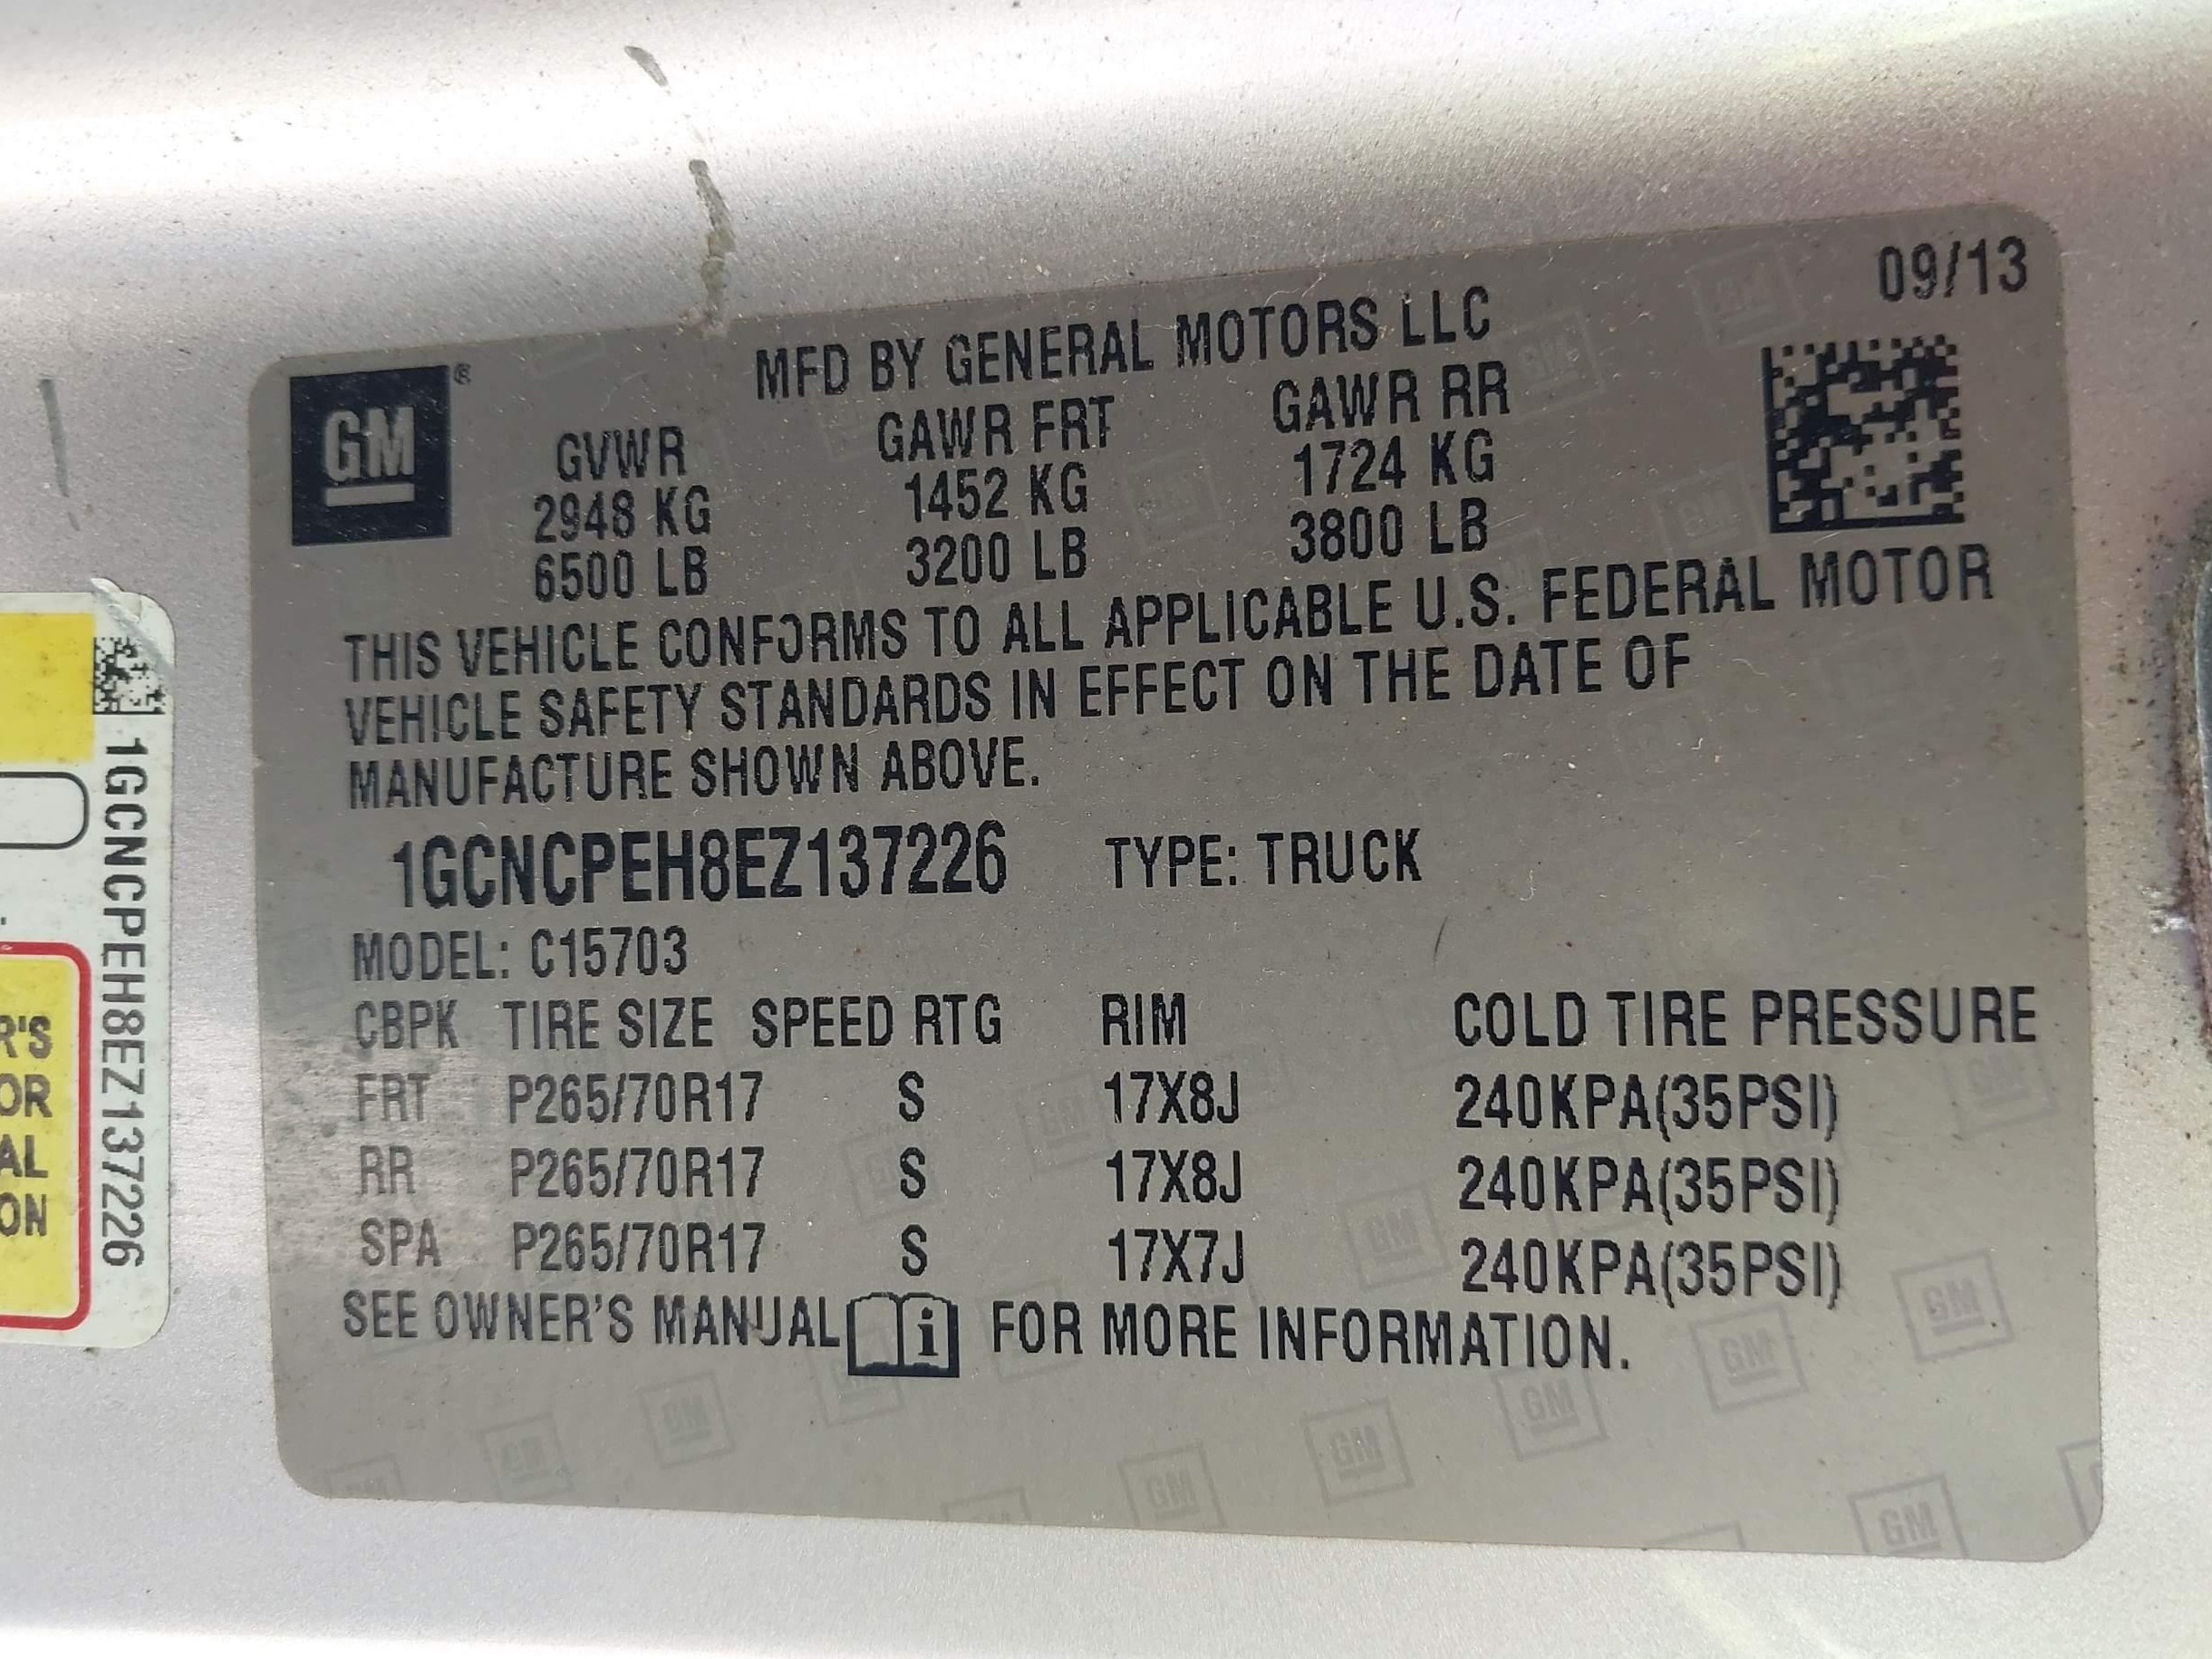 09/13
GM®
MFD BY GENERAL MOTORS LLC
GVWR GAWR FRT GAWR RR
2948 KG 1452 KG 1724 KG
6500 LB 3200 LB 3800 LB
THIS VEHICLE CONFORMS TO ALL APPLICABLE U.S. FEDERAL MOTOR
VEHICLE SAFETY STANDARDS IN EFFECT ON THE DATE OF
MANUFACTURE SHOWN ABOVE.
1GCNCPEH8EZ137226 TYPE: TRUCK
MODEL: C15703
CBPK TIRE SIZE SPEED RTG RIM COLD TIRE PRESSURE
FRT P265/70R17 S 17X8J 240KPA(35PSI)
RR P265/70R17 S 17X8J 240KPA(35PSI)
SPA P265/70R17 S 17X7J 240KPA(35PSI)
SEE OWNER'S MANUAL i FOR MORE INFORMATION.
1GCNCPEH8EZ137226
R'S
OR
AL
ON